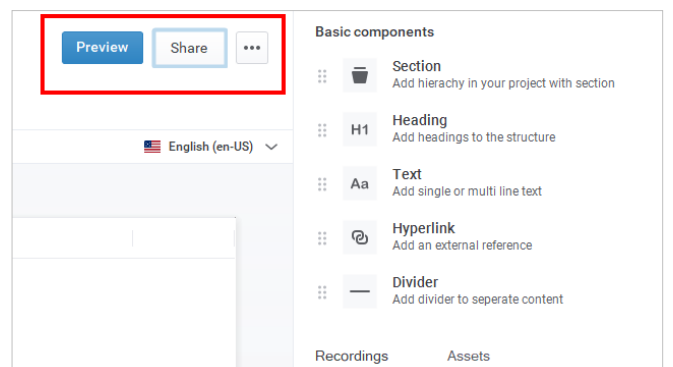 Preview Share •••
English (en-US)
Basic components
Section
Add hierachy in your project with section
H1
Heading
Add headings to the structure
Aa
Text
Add single or multi line text
Hyperlink
Add an external reference
Divider
Add divider to seperate content
Recordings Assets